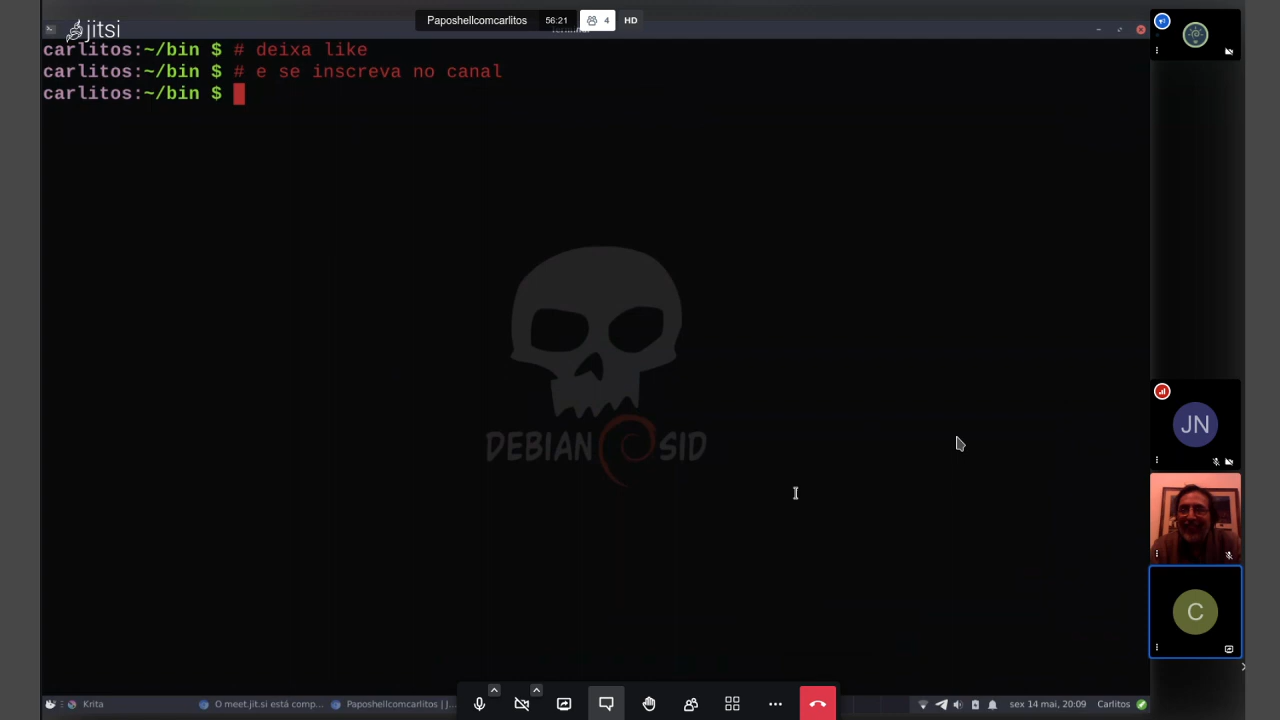 jitsi
Paposhellcomcarlitos 56:21 4 HD
carlitos:~/bin $ # deixa like
carlitos:~/bin $ # e se inscreva no canal
carlitos:~/bin $
DEBIAN SID
JN
C
Krita
O meet.jit.si está comp...
Paposhellcomcarlitos | J...
sex 14 mai, 20:09
Carlitos